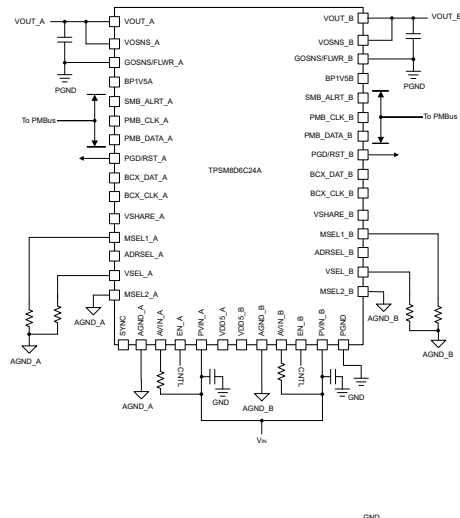 VOUT_A
VOUT_A
VOSNS_A
GOSNS/FLWR_A
PGND
BP1V5A
SMB_ALRT_A
To PMBus
PMB_CLK_A
PMB_DATA_A
PGD/RST_A
BCX_DAT_A
BCX_CLK_A
VSHARE_A
MSEL1_A
ADRSEL_A
VSEL_A
MSEL2_A
AGND_A
AGND_A
TPSM8D6C24A
VOUT_B
VOUT_B
VOSNS_B
GOSNS/FLWR_B
PGND
BP1V5B
SMB_ALRT_B
PMB_CLK_B
To PMBus
PMB_DATA_B
PGD/RST_B
BCX_DAT_B
BCX_CLK_B
VSHARE_B
MSEL1_B
ADRSEL_B
VSEL_B
MSEL2_B
AGND_B
AGND_B
SYNC
AGND_A
AVIN_A
EN_A
PVIN_A
VDD5_A
VDD5_B
AGND_B
AVIN_B
EN_B
PVIN_B
PGND
CNTL
CNTL
AGND_A
GND
AGND_B
GND
VIN
GND